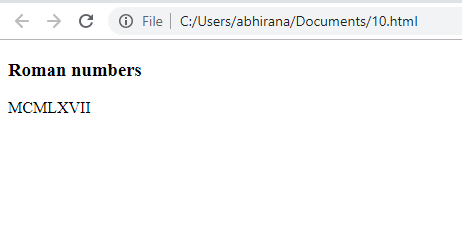 File | C:/Users/abhirana/Documents/10.html
Roman numbers
MCMLXVII